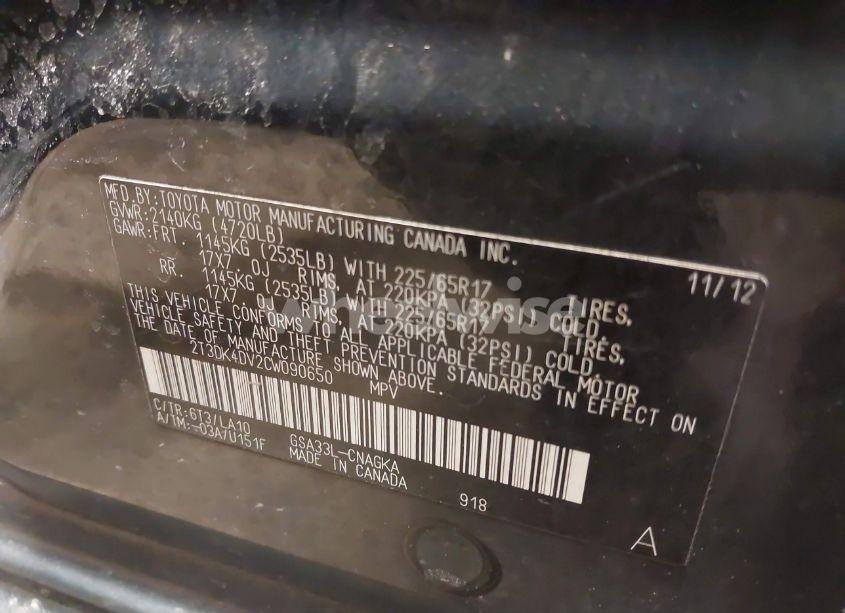 MFD.BY:TOYOTA MOTOR MANUFACTURING CANADA INC. 11/12
GVWR:2140KG (4720LB)
GAWR:FRT. 1145KG (2535LB) WITH 225/65R17 TIRES,
17X7 OJ RIMS, AT 220KPA (32PSI) COLD
RR. 1145KG (2535LB) WITH 225/65R17 TIRES,
17X7 OJ RIMS, AT 220KPA (32PSI) COLD.
THIS VEHICLE CONFORMS TO ALL APPLICABLE FEDERAL MOTOR
VEHICLE SAFETY AND THEFT PREVENTION STANDARDS IN EFFECT ON
THE DATE OF MANUFACTURE SHOWN ABOVE.
2T3DK4DV2CW090650 MPV
C/TR:6T3/LA10 GSA33L-CNAGKA
A/TM:-03A/U151F MADE IN CANADA 918
A